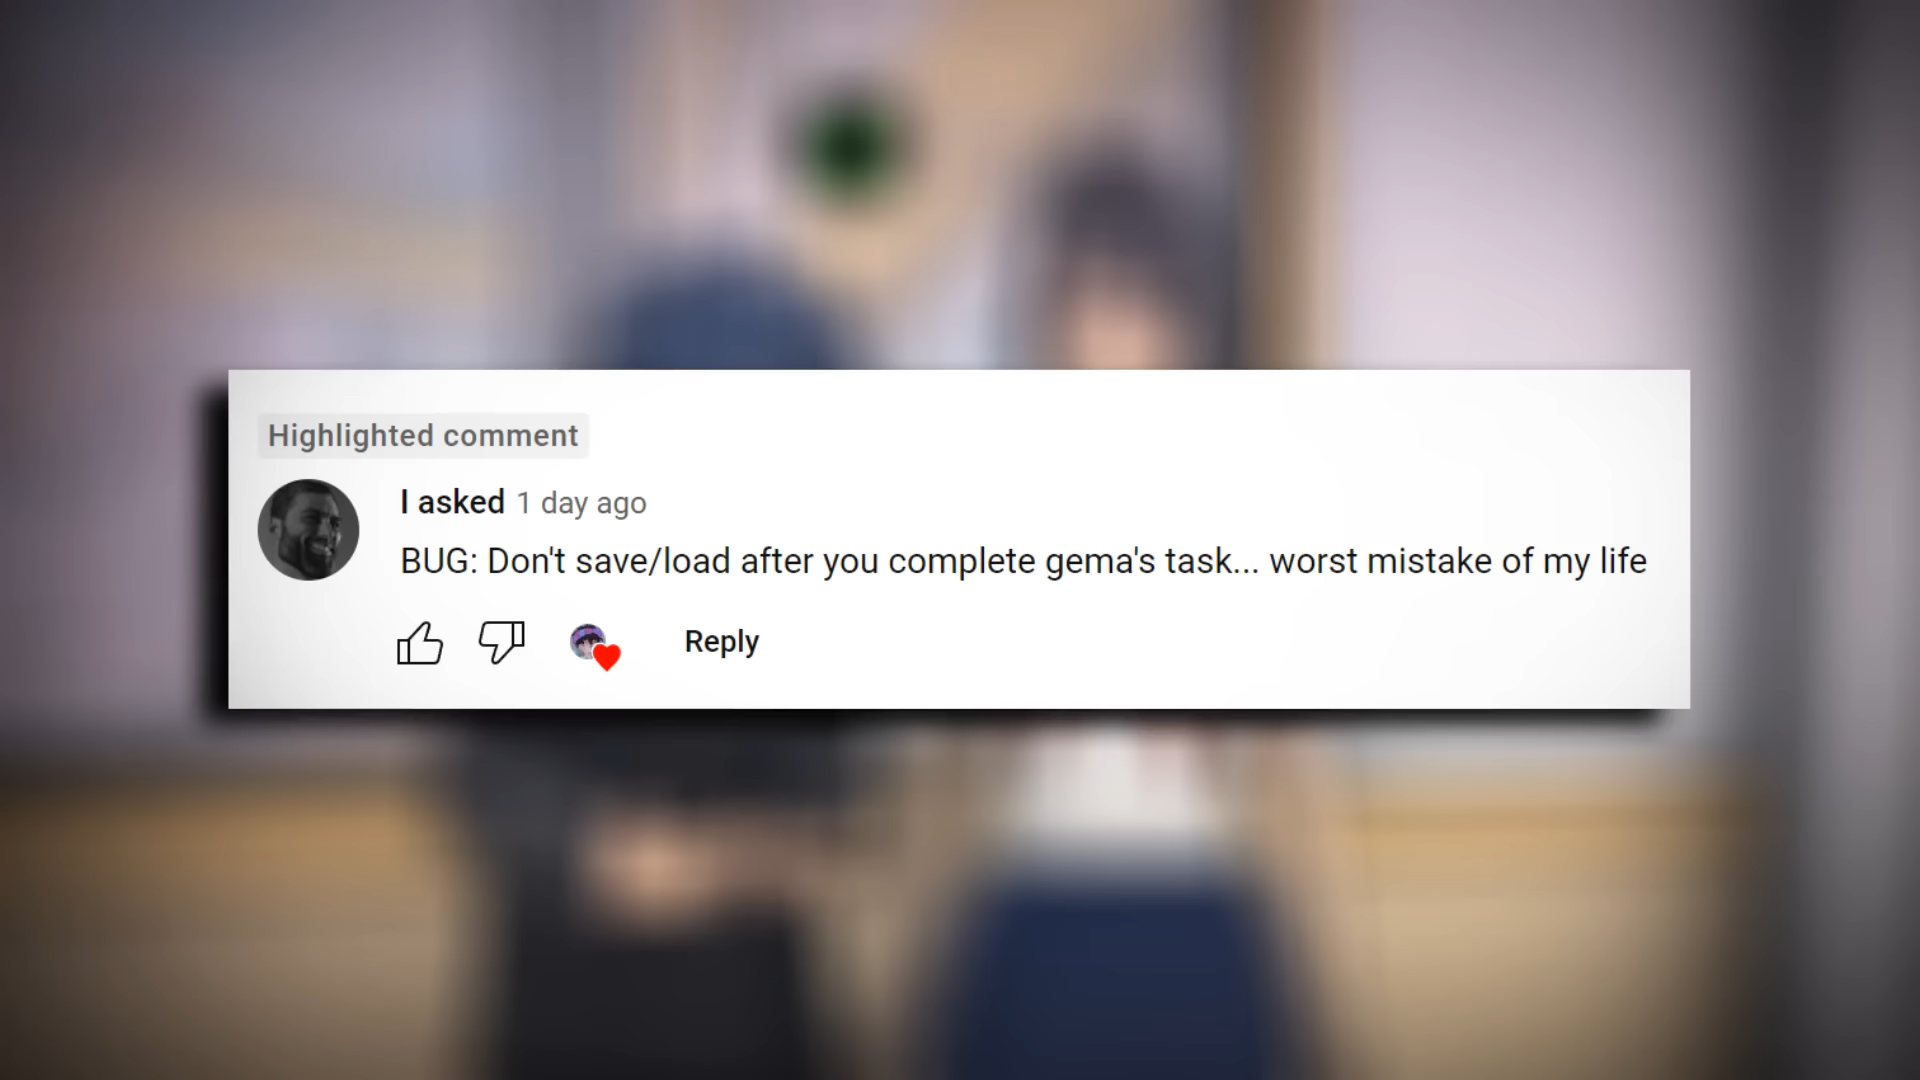 Highlighted comment
I asked 1 day ago
BUG: Don't save/load after you complete gema's task... worst mistake of my life
Reply